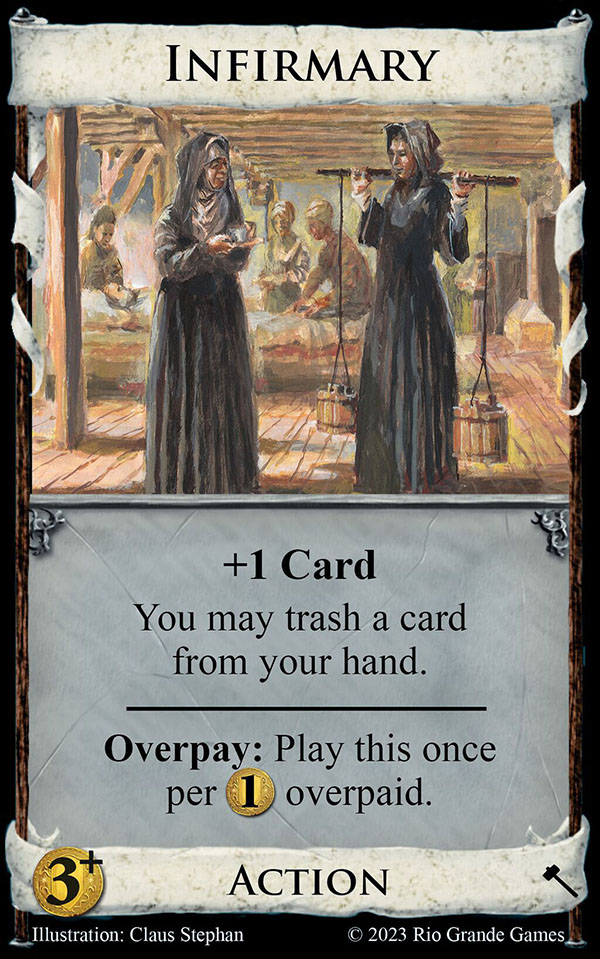 INFIRMARY
+1 Card
You may trash a card
from your hand.
Overpay: Play this once
per 1 overpaid.
3+ ACTION
Illustration: Claus Stephan © 2023 Rio Grande Games